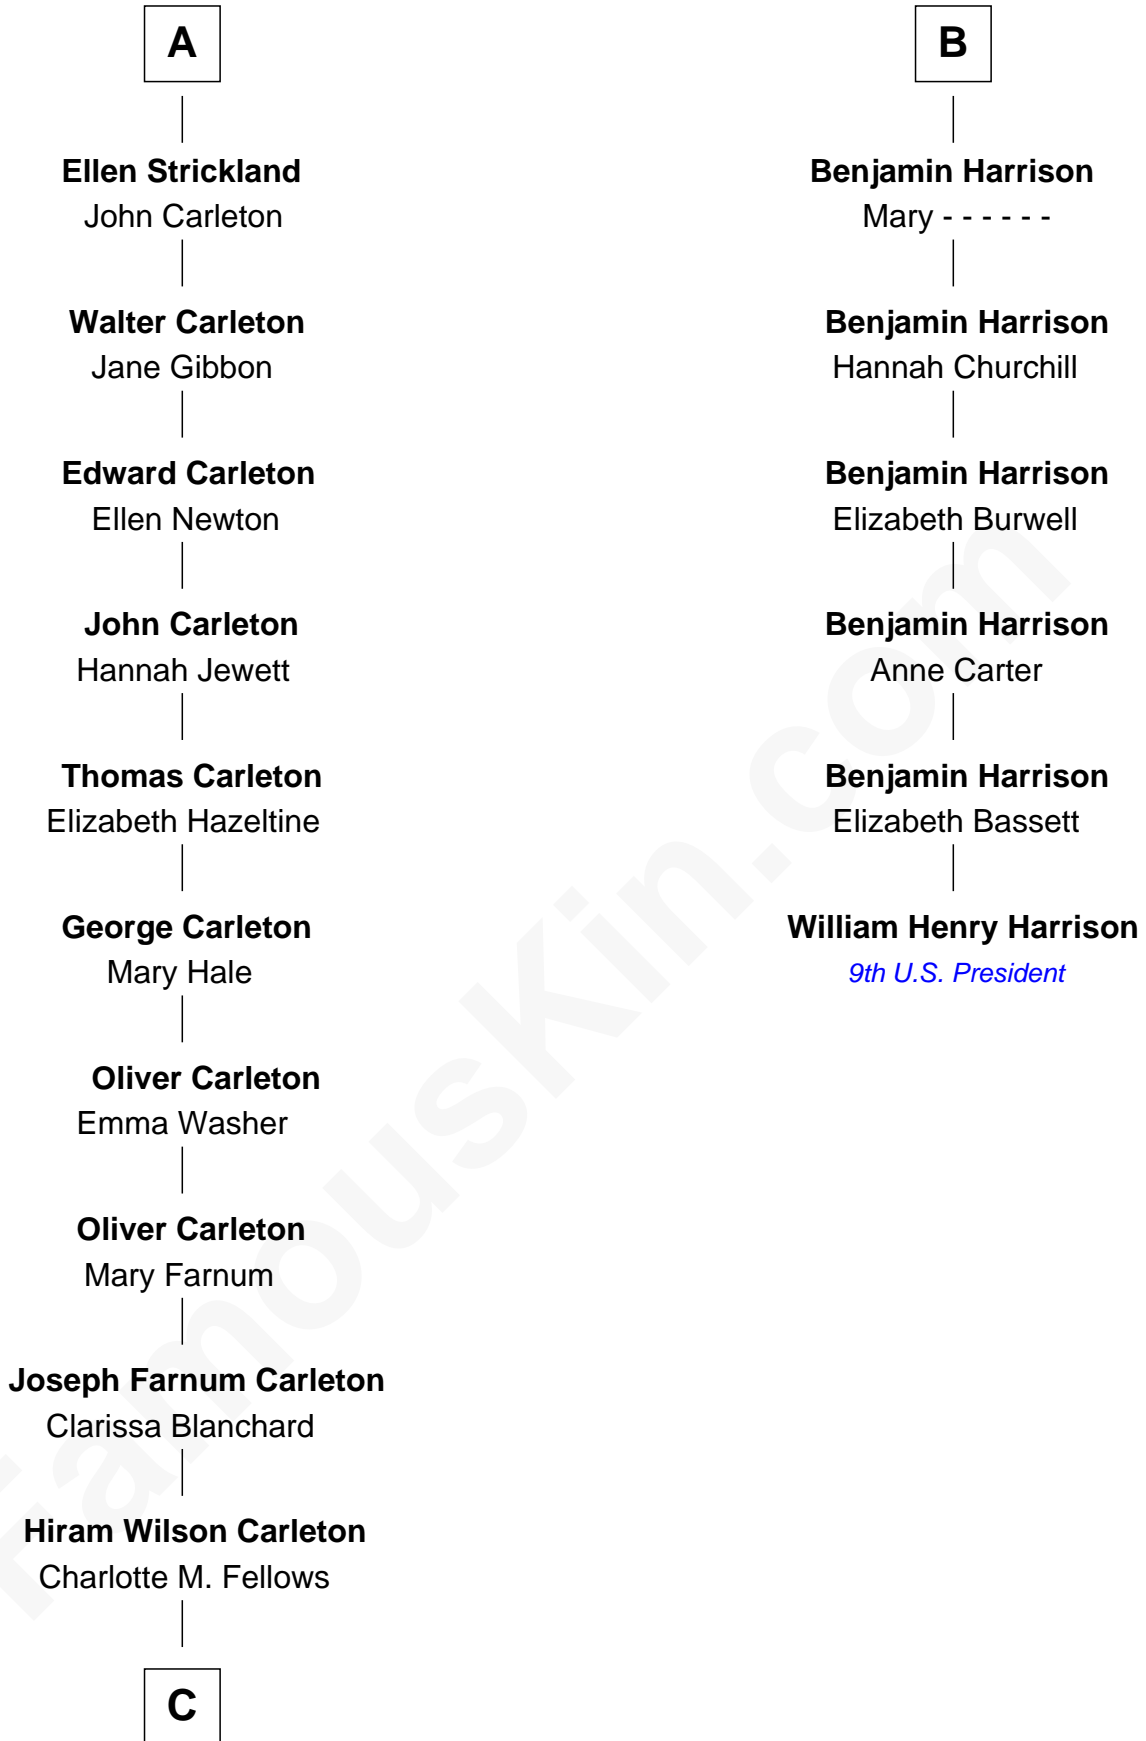 A
Ellen Strickland
John Carleton
Walter Carleton
Jane Gibbon
Edward Carleton
Ellen Newton
John Carleton
Hannah Jewett
Thomas Carleton
Elizabeth Hazeltine
George Carleton
Mary Hale
Oliver Carleton
Emma Washer
Oliver Carleton
Mary Farnum
Joseph Farnum Carleton
Clarissa Blanchard
Hiram Wilson Carleton
Charlotte M. Fellows
C
B
Benjamin Harrison
Mary - - - - - -
Benjamin Harrison
Hannah Churchill
Benjamin Harrison
Elizabeth Burwell
Benjamin Harrison
Anne Carter
Benjamin Harrison
Elizabeth Bassett
William Henry Harrison
9th U.S. President
FamousKin.com